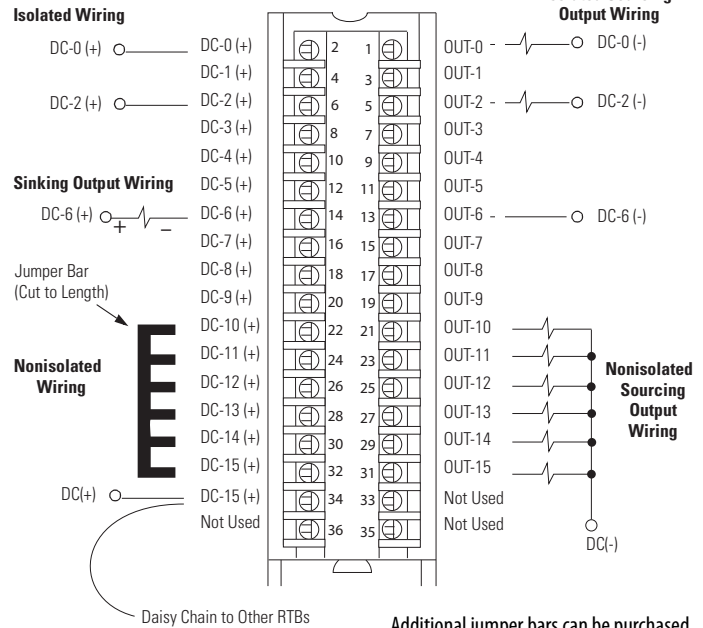 Isolated Wiring
Output Wiring
DC-0 (+)
DC-0 (+)
2
1
OUT-0
DC-0 (-)
DC-1 (+)
4
3
OUT-1
DC-2 (+)
DC-2 (+)
6
5
OUT-2
DC-2 (-)
DC-3 (+)
8
7
OUT-3
DC-4 (+)
10
9
OUT-4
Sinking Output Wiring
DC-5 (+)
12
11
OUT-5
DC-6 (+)
+
–
DC-6 (+)
14
13
OUT-6
DC-6 (-)
DC-7 (+)
16
15
OUT-7
Jumper Bar
(Cut to Length)
DC-8 (+)
18
17
OUT-8
DC-9 (+)
20
19
OUT-9
DC-10 (+)
22
21
OUT-10
Nonisolated
Wiring
DC-11 (+)
24
23
OUT-11
DC-12 (+)
26
25
OUT-12
Nonisolated
Sourcing
Output
Wiring
DC-13 (+)
28
27
OUT-13
DC-14 (+)
30
29
OUT-14
DC-15 (+)
32
31
OUT-15
DC(+)
DC-15 (+)
34
33
Not Used
Not Used
36
35
Not Used
DC(-)
Daisy Chain to Other RTBs
Additional jumper bars can be purchased